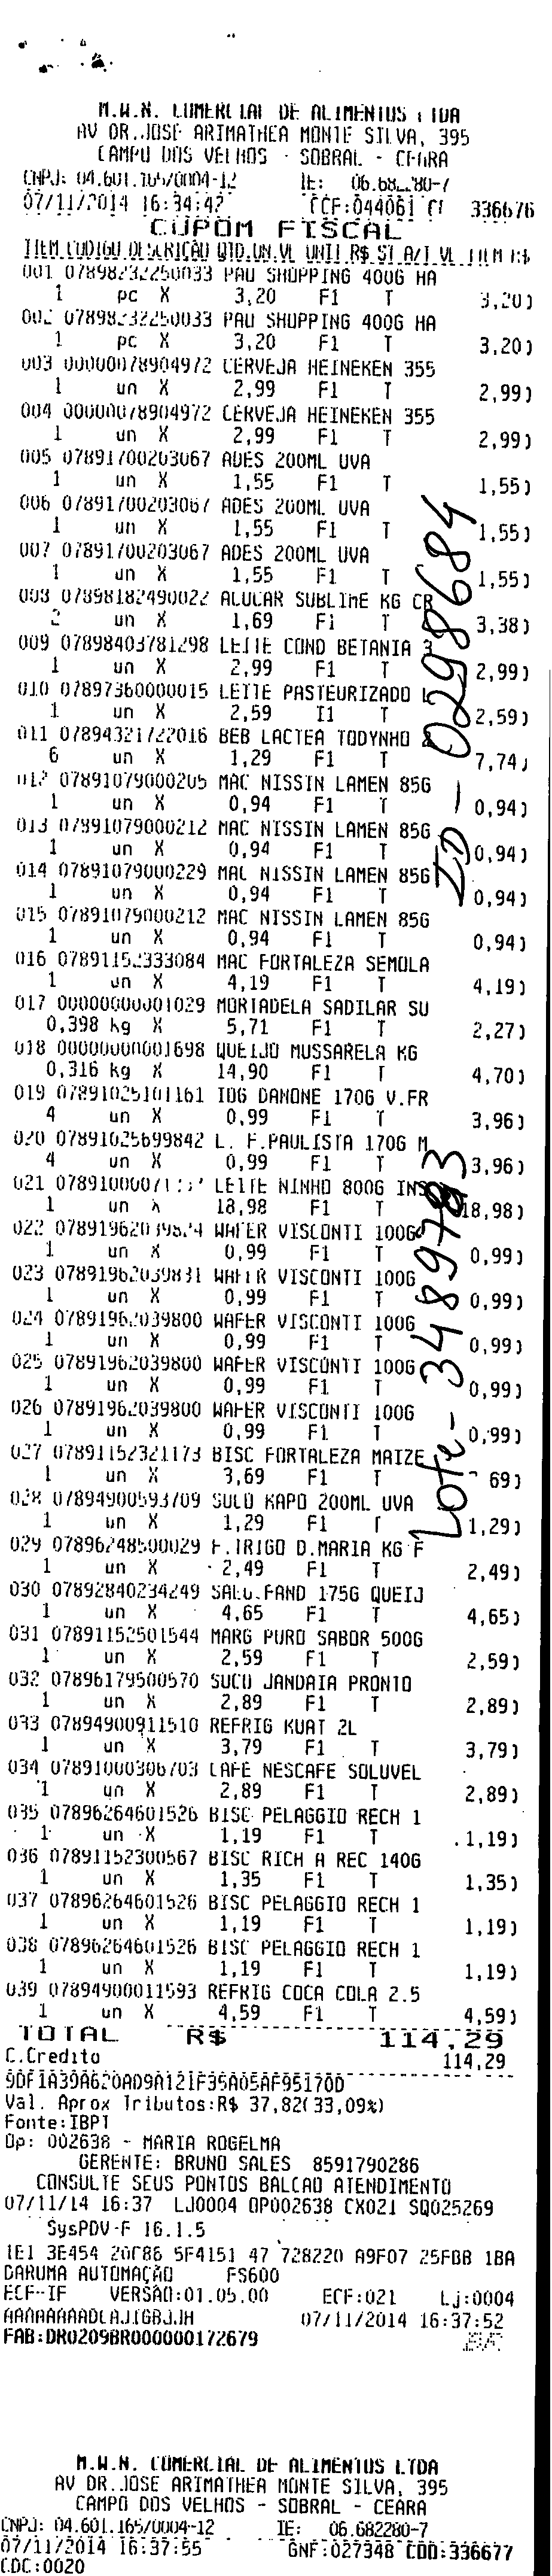 M.W.N. COMERCIAL DE ALIMENTOS LTDA
AV DR. JOSE ARIMATHEA MONTE SILVA, 395
CAMPO DOS VELHOS - SOBRAL - CEARA
CNPJ: 04.601.165/0004-12 IE: 06.682280-7
07/11/2014 16:34:42 CCF:044061 336676
CUPOM FISCAL
ITEM CODIGO DESCRIÇÃO QTD.UN.VL UNIT R$ ST A/T VL ITEM R$
001 07898232250033 PAO SHOPPING 400G HA
1 pc X 3,20 F1 T 3,20)
002 07898232250033 PAO SHOPPING 400G HA
1 pc X 3,20 F1 T 3,20)
003 00000078904972 CERVEJA HEINEKEN 355
1 un X 2,99 F1 T 2,99)
004 00000078904972 CERVEJA HEINEKEN 355
1 un X 2,99 F1 T 2,99)
005 07891700203067 ADES 200ML UVA
1 un X 1,55 F1 T 1,55)
006 07891700203067 ADES 200ML UVA
1 un X 1,55 F1 T 1,55)
007 07891700203067 ADES 200ML UVA
1 un X 1,55 F1 T 1,55)
008 07898182490022 ACUCAR SUBLIME KG CR
2 un X 1,69 F1 T 3,38)
009 07898403781298 LEITE COND BETANIA 3
1 un X 2,99 F1 T 2,99)
010 07897360000015 LEITE PASTEURIZADO L
1 un X 2,59 I1 T 2,59)
011 07894321722016 BEB LACTEA TODYNHO
6 un X 1,29 F1 T 7,74)
012 07891079000205 MAC NISSIN LAMEN 85G
1 un X 0,94 F1 T 0,94)
013 07891079000212 MAC NISSIN LAMEN 85G
1 un X 0,94 F1 T 0,94)
014 07891079000229 MAC NISSIN LAMEN 85G
1 un X 0,94 F1 T 0,94)
015 07891079000212 MAC NISSIN LAMEN 85G
1 un X 0,94 F1 T 0,94)
016 07891152333084 MAC FORTALEZA SEMOLA
1 un X 4,19 F1 T 4,19)
017 00000000001029 MORTADELA SADILAR SU
0,398 kg X 5,71 F1 T 2,27)
018 00000000001698 QUEIJO MUSSARELA KG
0,316 kg X 14,90 F1 T 4,70)
019 07891025101161 IOG DANONE 170G V.FR
4 un X 0,99 F1 T 3,96)
020 07891025699842 L. F.PAULISTA 170G M
4 un X 0,99 F1 T 3,96)
021 LEITE NINHO 800G INS
1 un X 18,98 F1 T 18,98)
022 07891962039824 WAFER VISCONTI 100G
1 un X 0,99 F1 T 0,99)
023 07891962039831 WAFER VISCONTI 100G
1 un X 0,99 F1 T 0,99)
024 07891962039800 WAFER VISCONTI 100G
1 un X 0,99 F1 T 0,99)
025 07891962039800 WAFER VISCONTI 100G
1 un X 0,99 F1 T 0,99)
026 07891962039800 WAFER VISCONTI 100G
1 un X 0,99 F1 T 0,99)
027 07891152321173 BISC FORTALEZA MAIZE
1 un X 3,69 F1 T 69)
028 07894900593709 SUCO KAPO 200ML UVA
1 un X 1,29 F1 T 1,29)
029 07896248500029 F.TRIGO D.MARIA KG F
1 un X 2,49 F1 T 2,49)
030 07892840234249 SALG.FAND 175G QUEIJ
1 un X 4,65 F1 T 4,65)
031 07891152501544 MARG PURO SABOR 500G
1 un X 2,59 F1 T 2,59)
032 07896179500570 SUCO JANDAIA PRONTO
1 un X 2,89 F1 T 2,89)
033 07894900911510 REFRIG KUAT 2L
1 un X 3,79 F1 T 3,79)
034 07891000306703 CAFE NESCAFE SOLUVEL
1 un X 2,89 F1 T 2,89)
035 07896264601526 BISC PELAGGIO RECH 1
1 un X 1,19 F1 T 1,19)
036 07891152300567 BISC RICH A REC 140G
1 un X 1,35 F1 T 1,35)
037 07896264601526 BISC PELAGGIO RECH 1
1 un X 1,19 F1 T 1,19)
038 07896264601526 BISC PELAGGIO RECH 1
1 un X 1,19 F1 T 1,19)
039 07894900011593 REFRIG COCA COLA 2.5
1 un X 4,59 F1 T 4,59)
TOTAL R$ 114,29
C.Credito 114,29
9DF1A39A620A09A121F35A05AF95170D
Val. Aprox Tributos:R$ 37,82(33,09%)
Fonte:IBPT
Op: 002638 - MARIA ROGELMA
GERENTE: BRUNO SALES 8591790286
CONSULTE SEUS PONTOS BALCAO ATENDIMENTO
07/11/14 16:37 LJ0004 OP002638 CX021 SQ025269
SysPDV-F 16.1.5
1E1 3E454 20C86 5F4151 47 728220 A9F07 25FDB 1BA
DARUMA AUTOMAÇÃO FS600
ECF-IF VERSÃO:01.05.00 ECF:021 Lj:0004
AAAAAAAADLAJIGBJJH 07/11/2014 16:37:52
FAB:DR0209BR000000172679
ID - 0298684
Lote - 34897983
M.W.N. COMERCIAL DE ALIMENTOS LTDA
AV DR. JOSE ARIMATHEA MONTE SILVA, 395
CAMPO DOS VELHOS - SOBRAL - CEARA
CNPJ: 04.601.165/0004-12 IE: 06.682280-7
07/11/2014 16:37:55 GNF:027348 COO:336677
CDC:0020